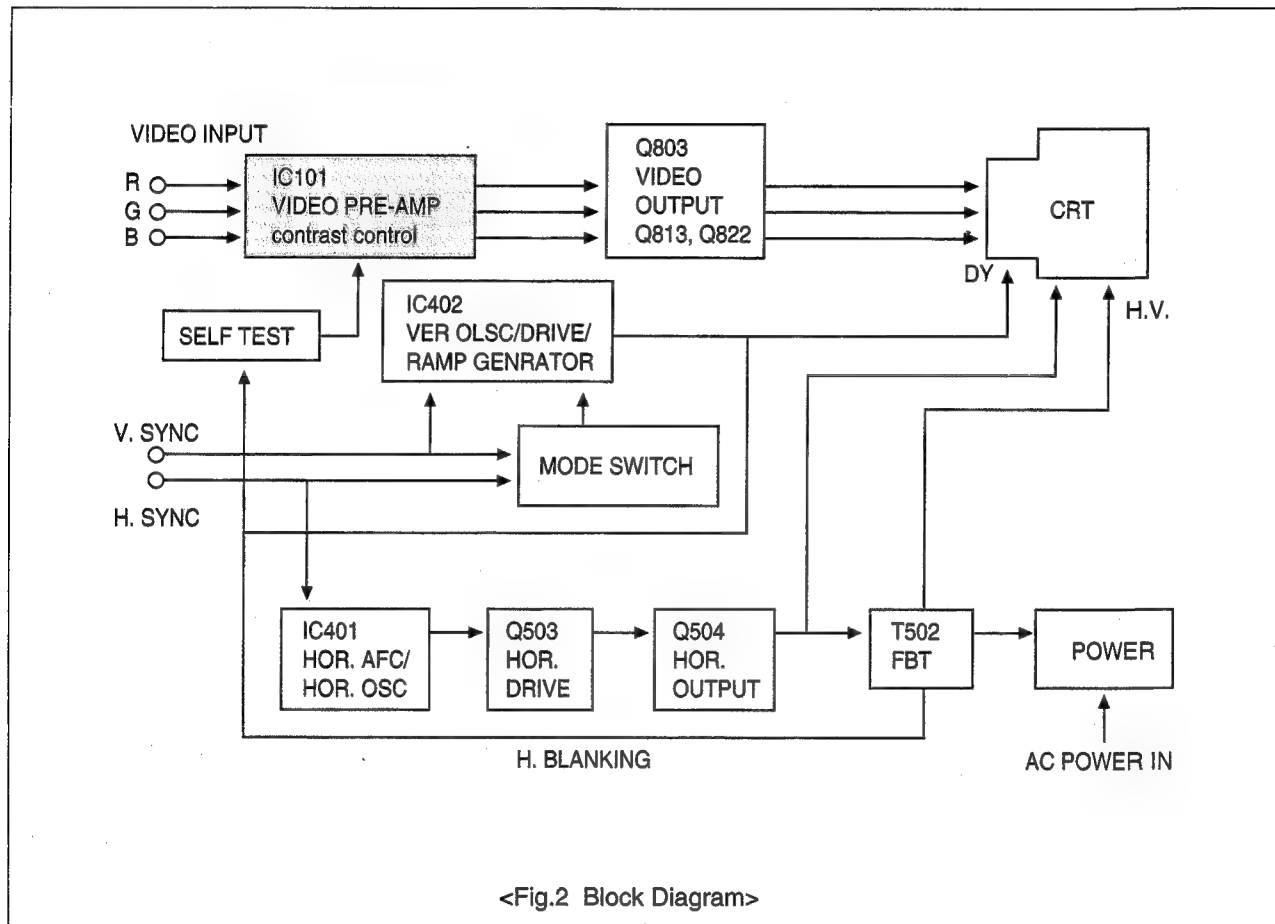 VIDEO INPUT
R
G
B
IC101
VIDEO PRE-AMP
contrast control
Q803
VIDEO
OUTPUT
Q813, Q822
CRT
DY
H.V.
SELF TEST
IC402
VER OLSC/DRIVE/
RAMP GENRATOR
V. SYNC
H. SYNC
MODE SWITCH
IC401
HOR. AFC/
HOR. OSC
Q503
HOR.
DRIVE
Q504
HOR.
OUTPUT
T502
FBT
POWER
H. BLANKING
AC POWER IN
<Fig.2 Block Diagram>